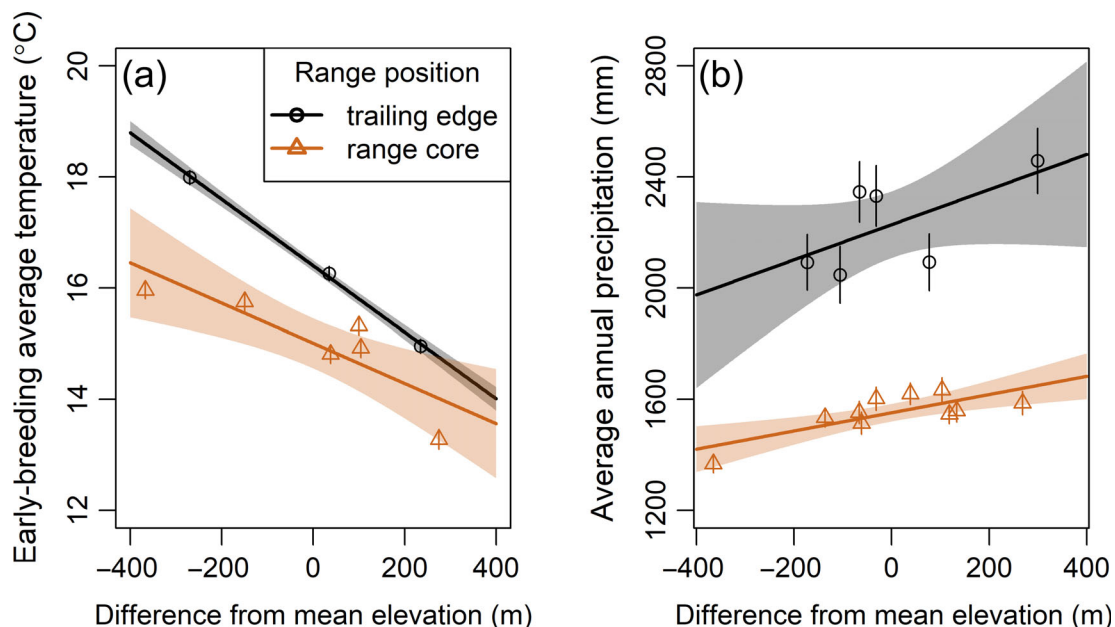 (a)
Range position
trailing edge
range core
Early-breeding average temperature (°C)
20
18
16
14
12
−400 −200 0 200 400
Difference from mean elevation (m)
(b)
Average annual precipitation (mm)
2800
2400
2000
1600
1200
−400 −200 0 200 400
Difference from mean elevation (m)